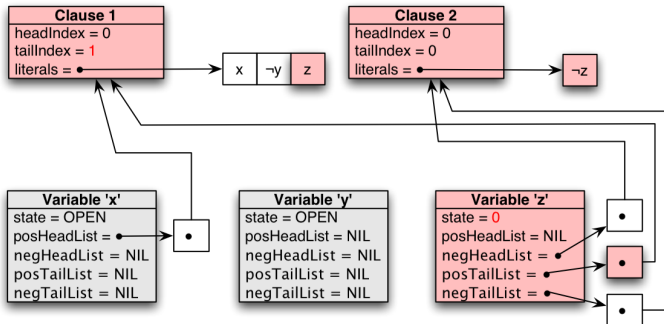 Clause 1
headIndex = 0
tailIndex = 1
literals =
x ¬y z
Clause 2
headIndex = 0
tailIndex = 0
literals =
¬z
Variable 'x'
state = OPEN
posHeadList =
negHeadList = NIL
posTailList = NIL
negTailList = NIL
Variable 'y'
state = OPEN
posHeadList = NIL
negHeadList = NIL
posTailList = NIL
negTailList = NIL
Variable 'z'
state = 0
posHeadList = NIL
negHeadList =
posTailList =
negTailList =